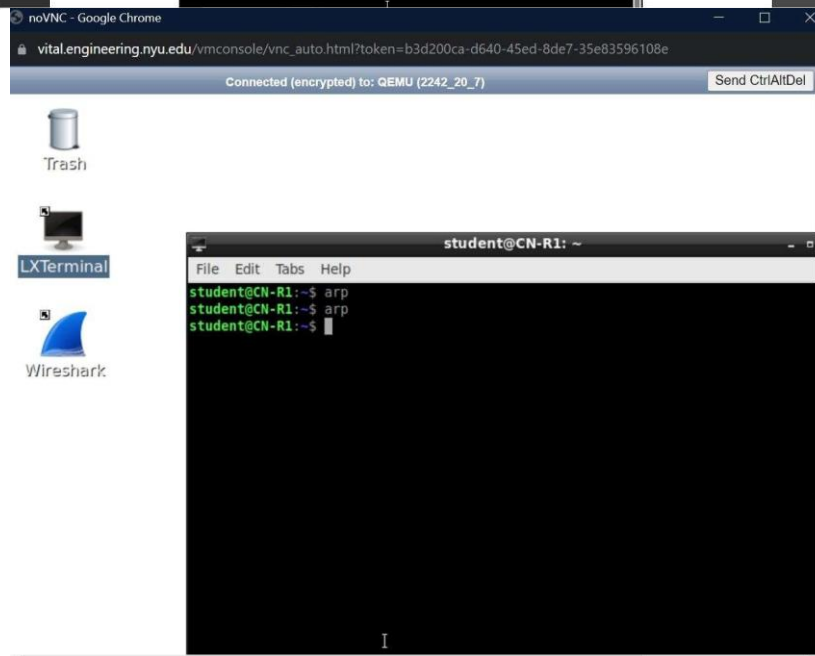 noVNC - Google Chrome
vital.engineering.nyu.edu/vmconsole/vnc_auto.html?token=b3d200ca-d640-45ed-8de7-35e83596108e
Connected (encrypted) to: QEMU (2242_20_7)
Send CtrlAltDel
Trash
LXTerminal
Wireshark
student@CN-R1: ~
File Edit Tabs Help
student@CN-R1:~$ arp
student@CN-R1:~$ arp
student@CN-R1:~$